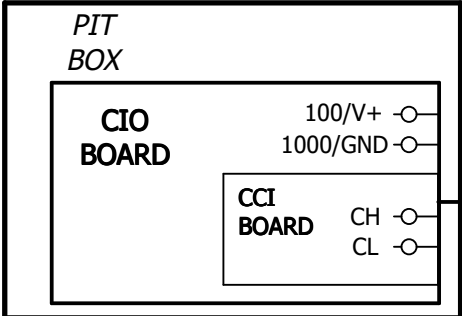 PIT
BOX
CIO
BOARD
100/V+
1000/GND
CCI
BOARD
CH
CL